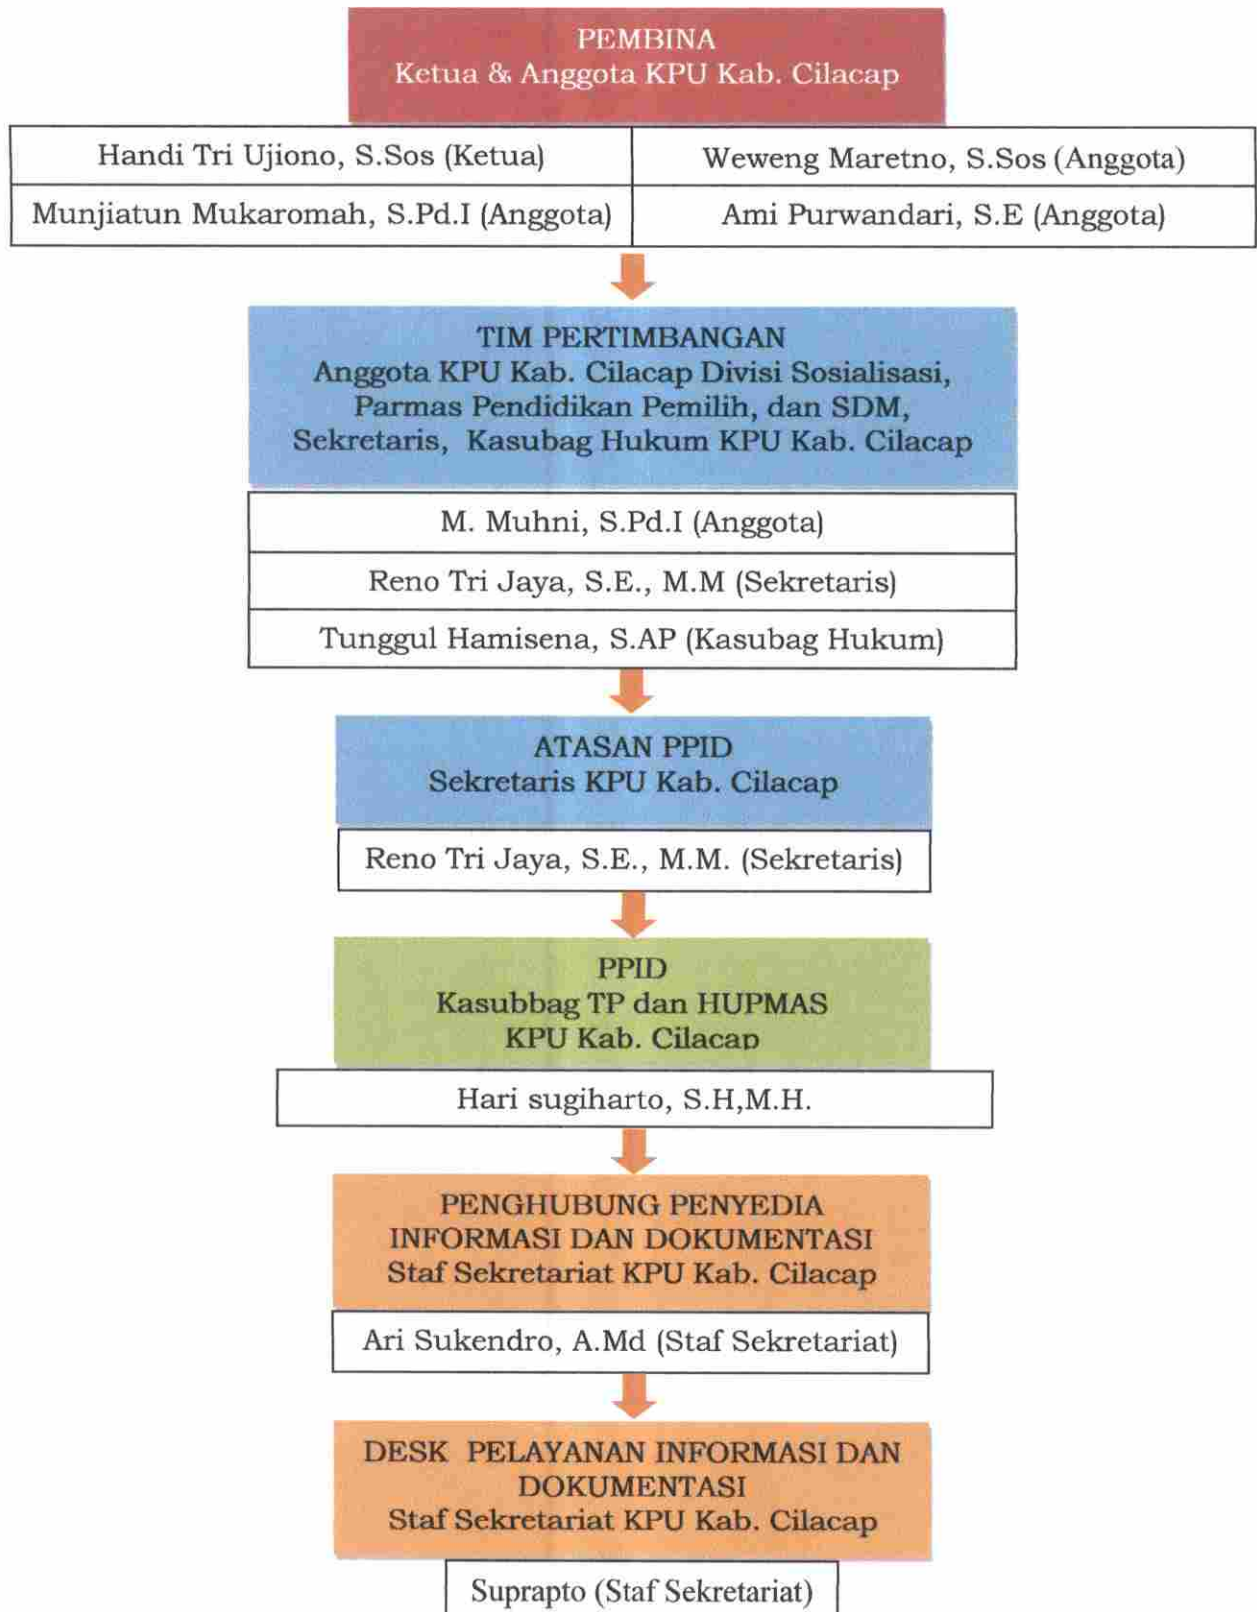 PEMBINA
Ketua & Anggota KPU Kab. Cilacap
Handi Tri Ujiono, S.Sos (Ketua)
Weweng Maretno, S.Sos (Anggota)
Munjiatun Mukaromah, S.Pd.I (Anggota)
Ami Purwandari, S.E (Anggota)
TIM PERTIMBANGAN
Anggota KPU Kab. Cilacap Divisi Sosialisasi,
Parmas Pendidikan Pemilih, dan SDM,
Sekretaris, Kasubag Hukum KPU Kab. Cilacap
M. Muhni, S.Pd.I (Anggota)
Reno Tri Jaya, S.E., M.M (Sekretaris)
Tunggul Hamisena, S.AP (Kasubag Hukum)
ATASAN PPID
Sekretaris KPU Kab. Cilacap
Reno Tri Jaya, S.E., M.M. (Sekretaris)
PPID
Kasubbag TP dan HUPMAS
KPU Kab. Cilacap
Hari sugiharto, S.H,M.H.
PENGHUBUNG PENYEDIA
INFORMASI DAN DOKUMENTASI
Staf Sekretariat KPU Kab. Cilacap
Ari Sukendro, A.Md (Staf Sekretariat)
DESK PELAYANAN INFORMASI DAN
DOKUMENTASI
Staf Sekretariat KPU Kab. Cilacap
Suprapto (Staf Sekretariat)